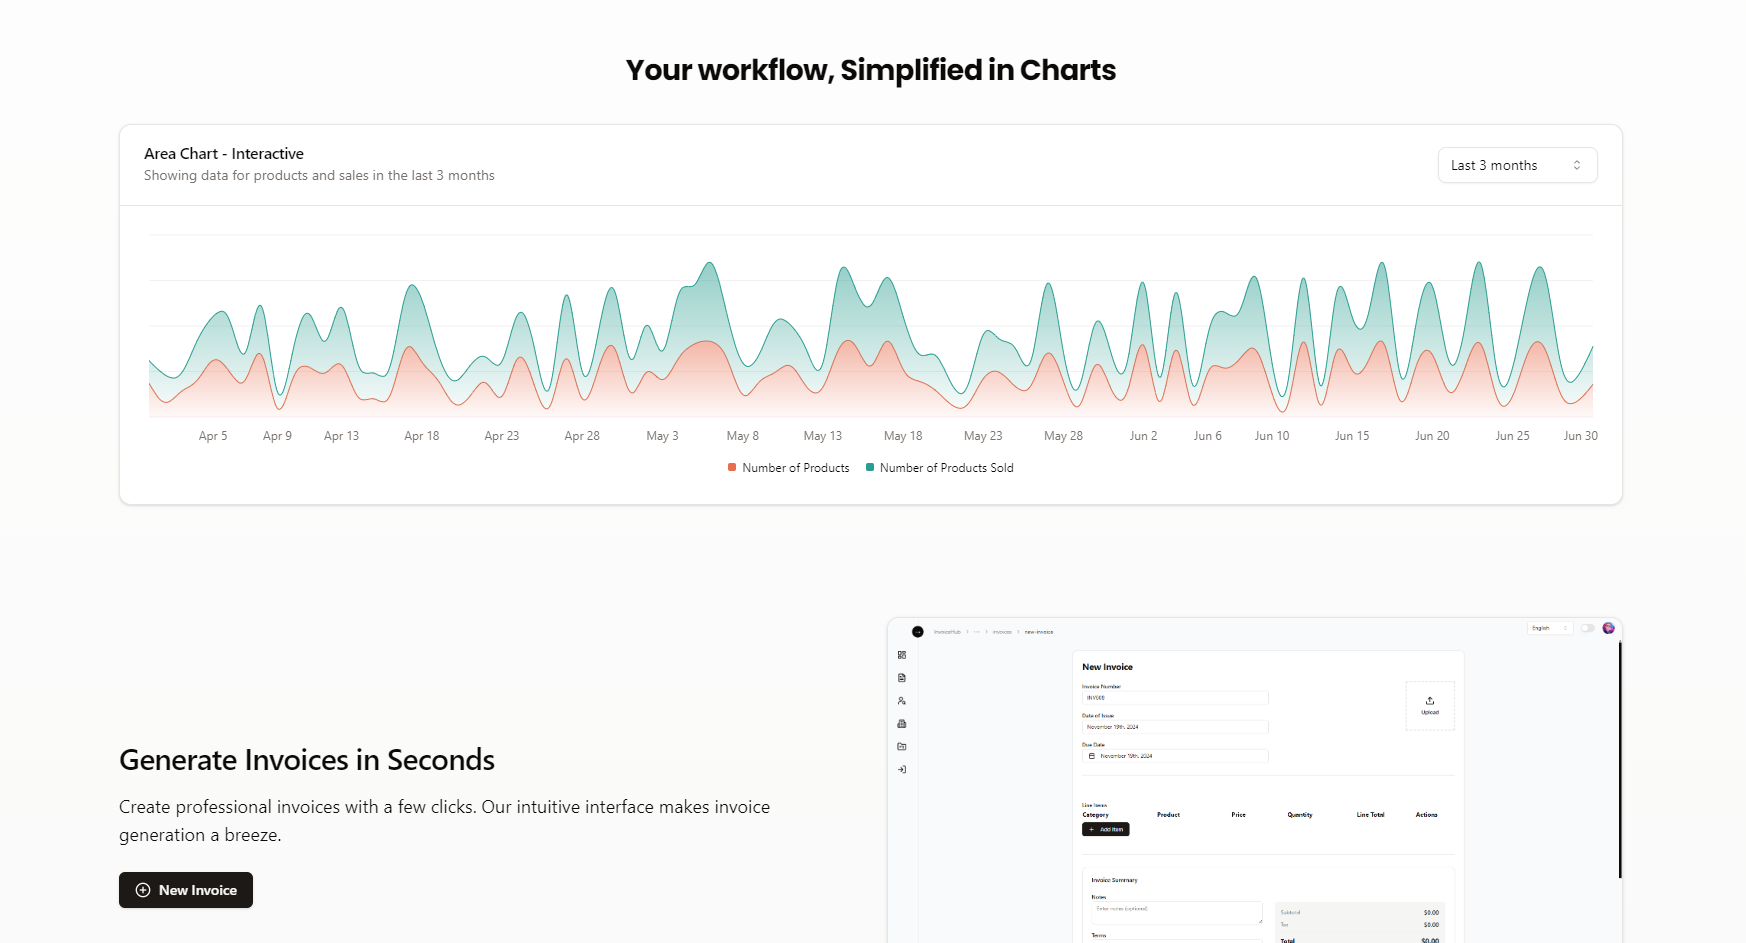 Your workflow, Simplified in Charts
Area Chart - Interactive
Showing data for products and sales in the last 3 months
Last 3 months
Apr 5 Apr 9 Apr 13 Apr 18 Apr 23 Apr 28 May 3 May 8 May 13 May 18 May 23 May 28 Jun 2 Jun 6 Jun 10 Jun 15 Jun 20 Jun 25 Jun 30
Number of Products Number of Products Sold
Generate Invoices in Seconds
Create professional invoices with a few clicks. Our intuitive interface makes invoice
generation a breeze.
New Invoice
InvoiceHub > ··· > invoices > new-invoice
English
New Invoice
Invoice Number
Upload
Date of Issue
November 19th, 2024
Due Date
November 19th, 2024
Line Items
Category Product Price Quantity Line Total Actions
+ Add Item
Invoice Summary
Notes
Enter notes (optional)
Subtotal $0.00
Tax $0.00
Terms
Total $0.00